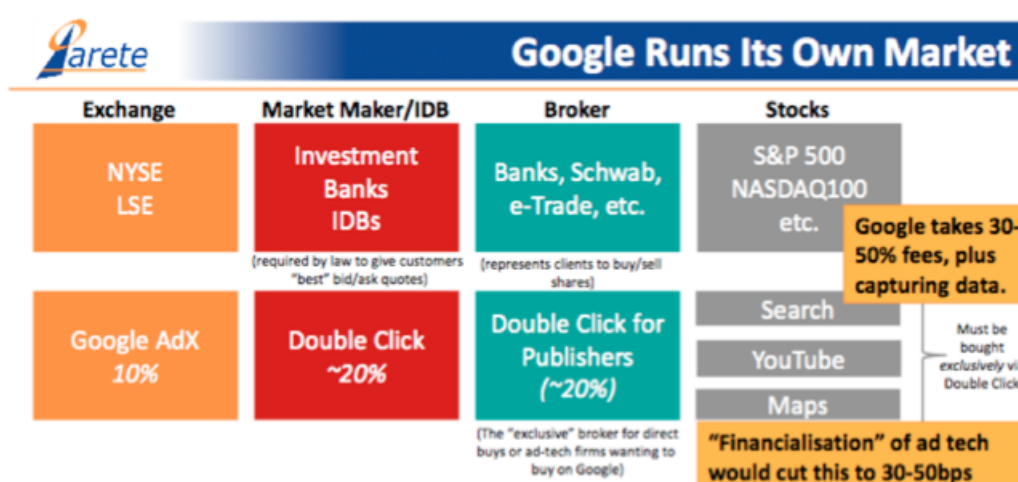 arete
Google Runs Its Own Market
Exchange
Market Maker/IDB
Broker
Stocks
NYSE
LSE
Investment
Banks
IDBs
Banks, Schwab,
e-Trade, etc.
S&P 500
NASDAQ100
etc.
(required by law to give customers
"best" bid/ask quotes)
(represents clients to buy/sell
shares)
Google takes 30-
50% fees, plus
capturing data.
Google AdX
10%
Double Click
~20%
Double Click for
Publishers
(~20%)
Search
YouTube
Maps
Must be
bought
exclusively
Double Click
(The "exclusive" broker for direct
buys or ad-tech firms wanting to
buy on Google)
"Financialisation" of ad tech
would cut this to 30-50bps